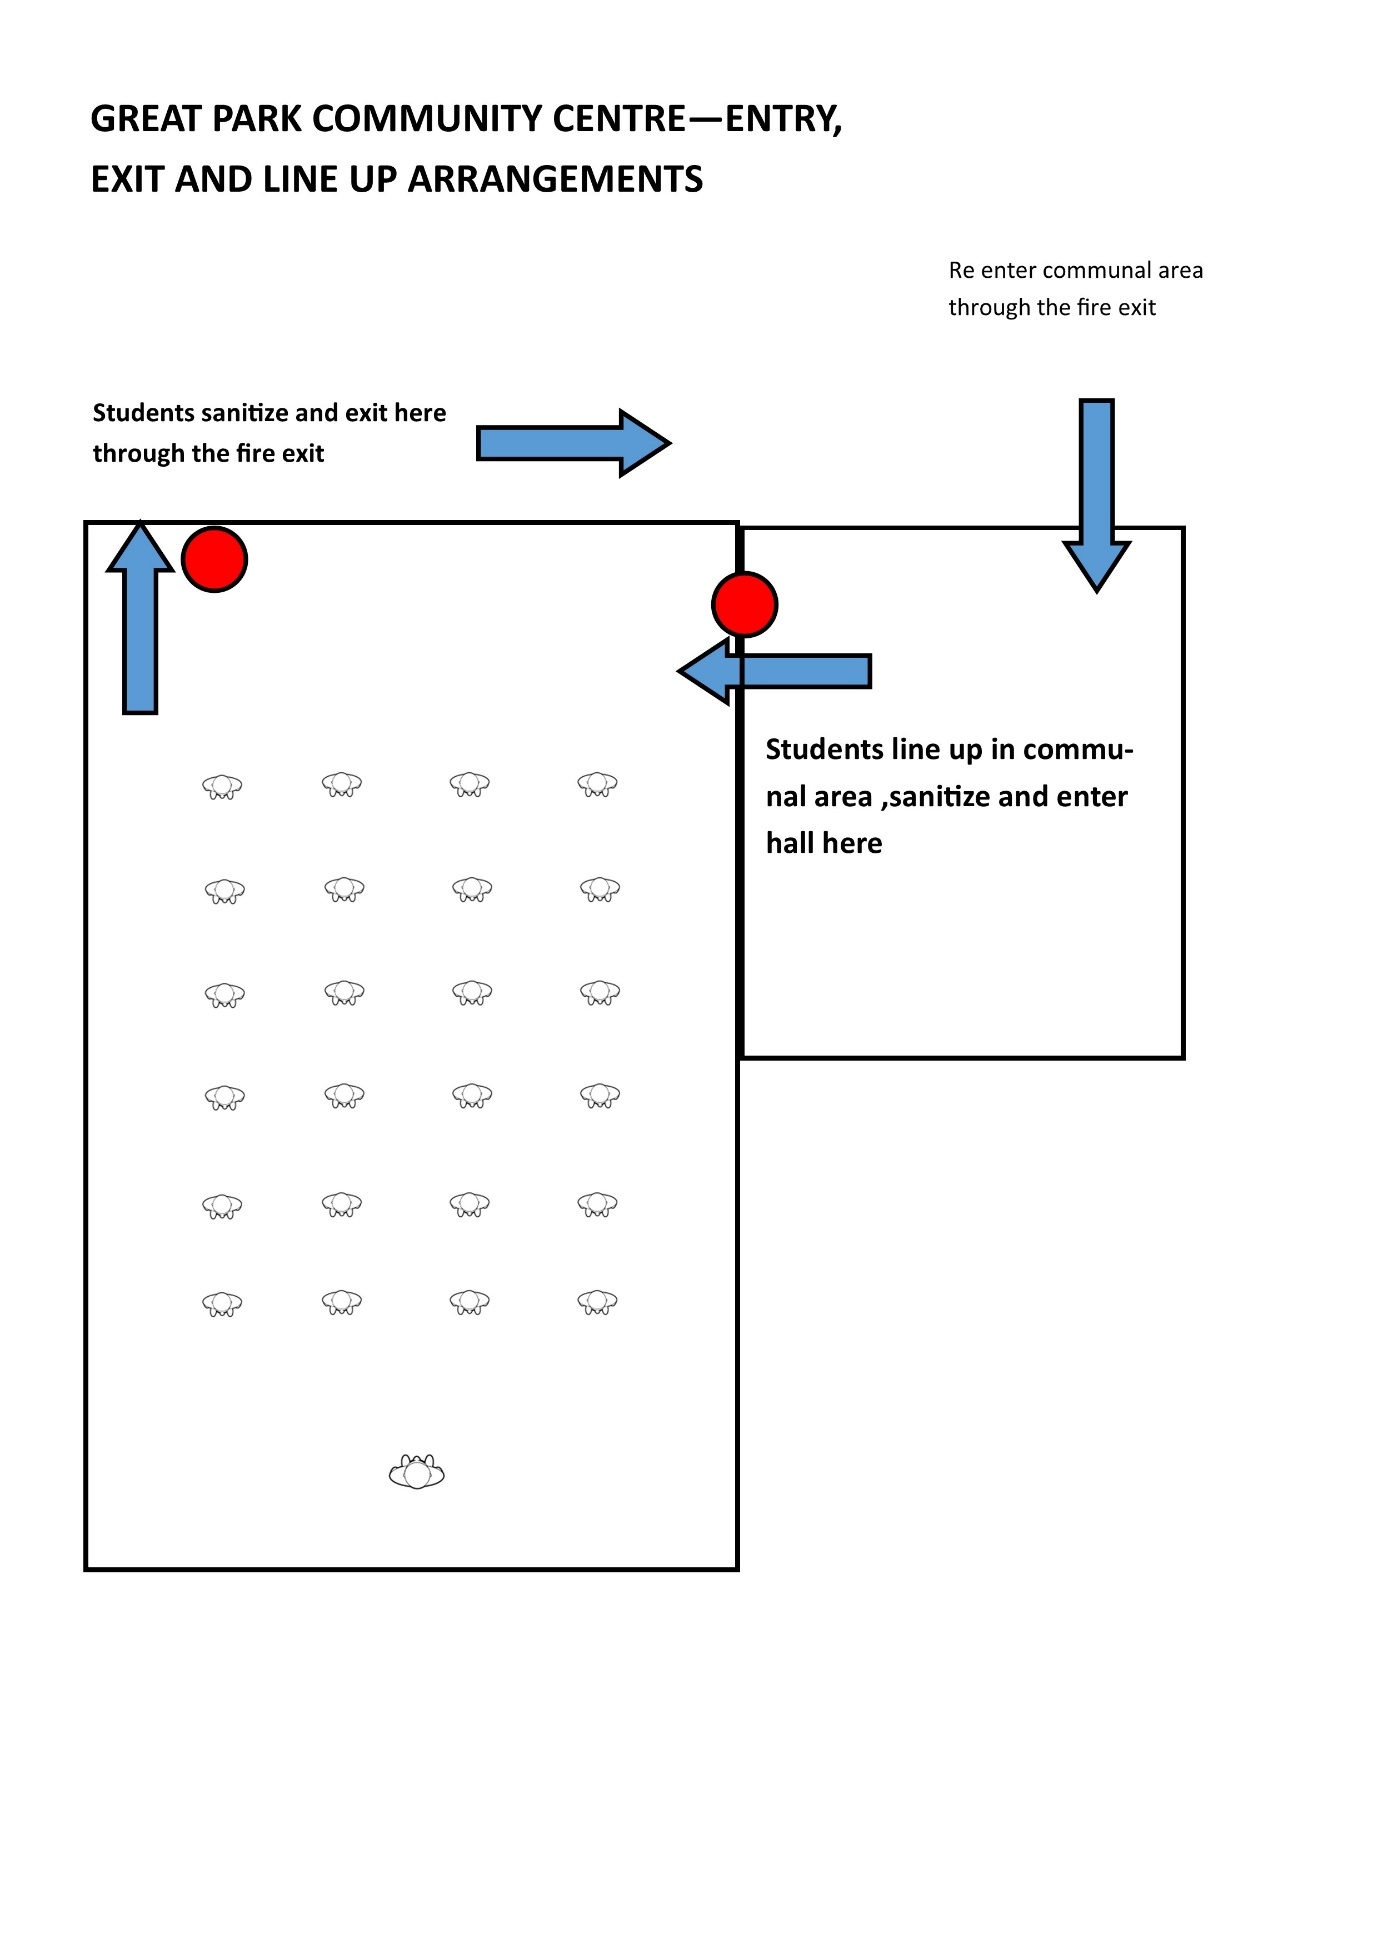 GREAT PARK COMMUNITY CENTRE—ENTRY,
EXIT AND LINE UP ARRANGEMENTS
Re enter communal area
through the fire exit
Students sanitize and exit here
through the fire exit
Students line up in commu-
nal area ,sanitize and enter
hall here